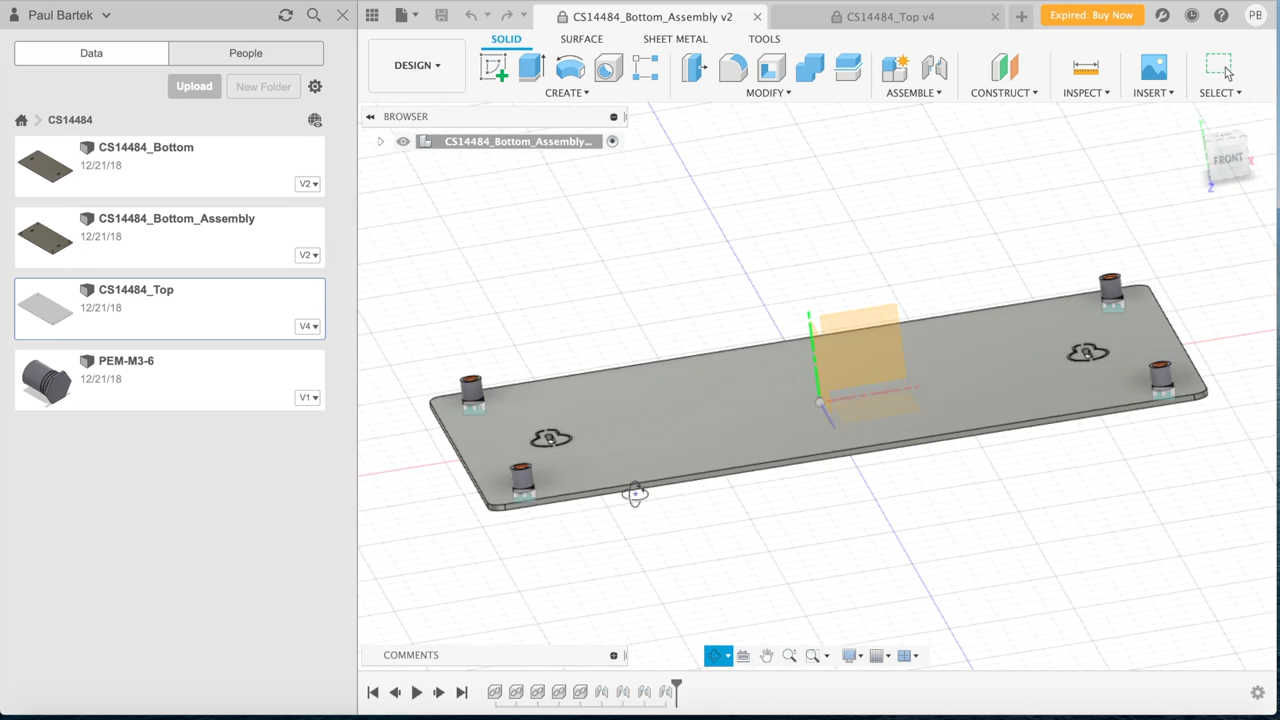 Paul Bartek
CS14484_Bottom_Assembly v2
CS14484_Top v4
Expired: Buy Now
PB
Data
People
Upload
New Folder
CS14484
CS14484_Bottom
12/21/18
V2
CS14484_Bottom_Assembly
12/21/18
V2
CS14484_Top
12/21/18
V4
PEM-M3-6
12/21/18
V1
SOLID
SURFACE
SHEET METAL
TOOLS
DESIGN
CREATE
MODIFY
ASSEMBLE
CONSTRUCT
INSPECT
INSERT
SELECT
BROWSER
CS14484_Bottom_Assembly...
FRONT
X
Z
COMMENTS